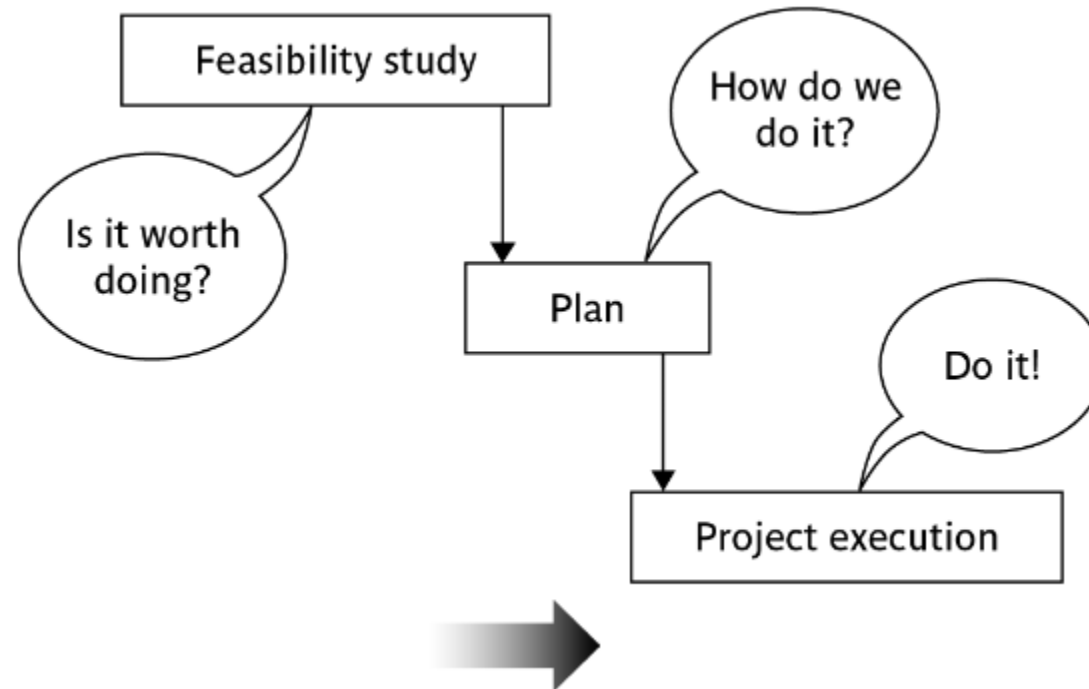 Feasibility study
How do we
do it?
Is it worth
doing?
Plan
Do it!
Project execution